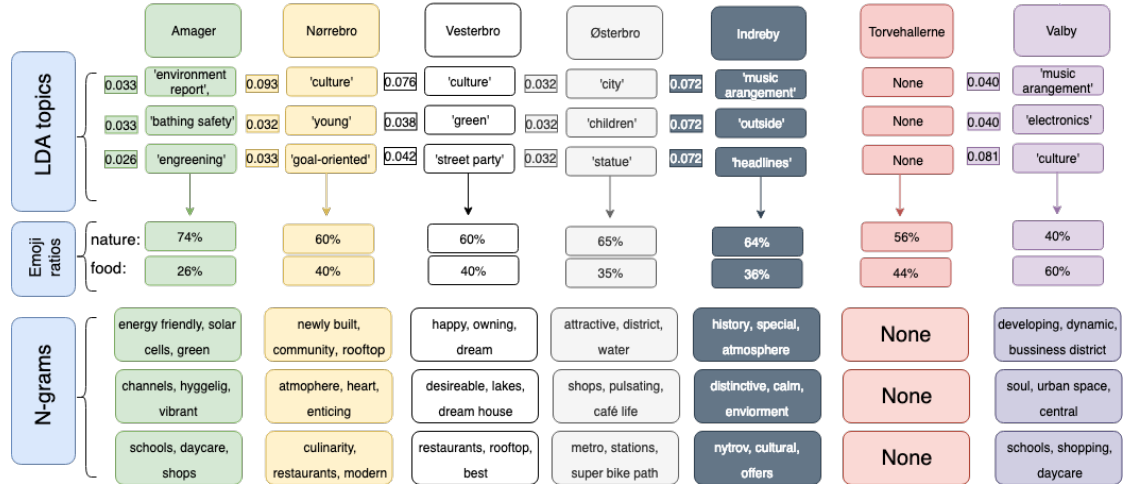 Amager
Nørrebro
Vesterbro
Østerbro
Indreby
Torvehallerne
Valby
LDA topics
0.033
'environment
report',
0.093
'culture'
0.076
'culture'
0.032
'city'
0.072
'music
arangement'
None
0.040
'music
arangement'
0.033
'bathing safety'
0.032
'young'
0.038
'green'
0.032
'children'
0.072
'outside'
None
0.040
'electronics'
0.026
'engreening'
0.033
'goal-oriented'
0.042
'street party'
0.032
'statue'
0.072
'headlines'
None
0.081
'culture'
Emoji
ratios
nature:
74%
60%
60%
65%
64%
56%
40%
food:
26%
40%
40%
35%
36%
44%
60%
N-grams
energy friendly, solar
cells, green
newly built,
community, rooftop
happy, owning,
dream
attractive, district,
water
history, special,
atmosphere
None
developing, dynamic,
bussiness district
channels, hyggelig,
vibrant
atmophere, heart,
enticing
desireable, lakes,
dream house
shops, pulsating,
café life
distinctive, calm,
enviorment
None
soul, urban space,
central
schools, daycare,
shops
culinarity,
restaurants, modern
restaurants, rooftop,
best
metro, stations,
super bike path
nytrov, cultural,
offers
None
schools, shopping,
daycare